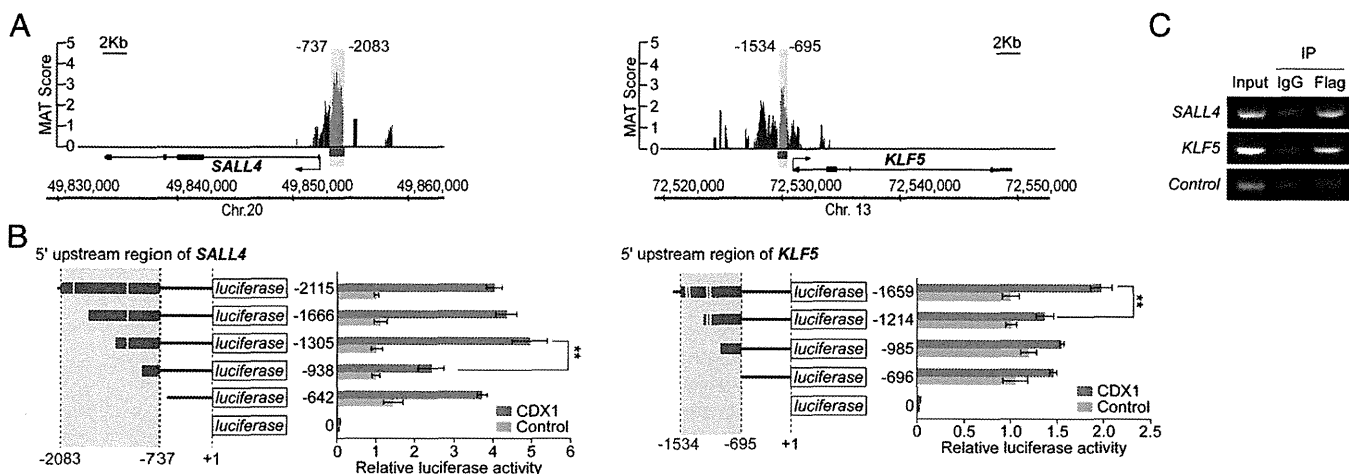 A
2Kb
-737
-2083
5
4
3
2
1
0
MAT Score
SALL4
49,830,000
49,840,000
49,850,000
49,860,000
Chr.20
-1534
-695
2Kb
5
4
3
2
1
0
MAT Score
KLF5
72,520,000
72,530,000
72,540,000
72,550,000
Chr. 13
C
IP
Input IgG Flag
SALL4
KLF5
Control
B
5' upstream region of SALL4
luciferase -2115
luciferase -1666
luciferase -1305
luciferase -938
luciferase -642
luciferase 0
**
CDX1
Control
-2083
-737
+1
0 1 2 3 4 5 6
Relative luciferase activity
5' upstream region of KLF5
luciferase -1659
luciferase -1214
luciferase -985
luciferase -696
luciferase 0
**
CDX1
Control
-1534
-695
+1
0 0.5 1.0 1.5 2.0 2.5
Relative luciferase activity